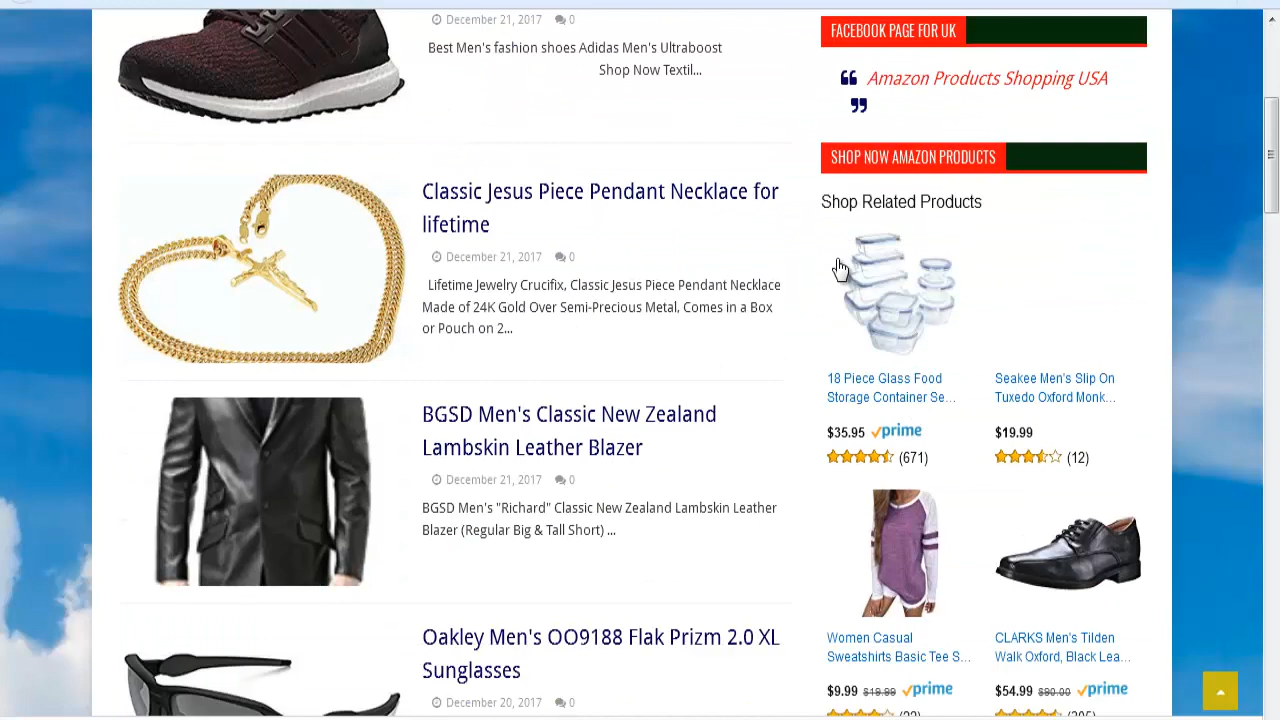 December 21, 2017 0
Best Men's fashion shoes Adidas Men's Ultraboost
Shop Now Textil...
Classic Jesus Piece Pendant Necklace for
lifetime
December 21, 2017 0
Lifetime Jewelry Crucifix, Classic Jesus Piece Pendant Necklace
Made of 24K Gold Over Semi-Precious Metal, Comes in a Box
or Pouch on 2...
BGSD Men's Classic New Zealand
Lambskin Leather Blazer
December 21, 2017 0
BGSD Men's "Richard" Classic New Zealand Lambskin Leather
Blazer (Regular Big & Tall Short) ...
Oakley Men's OO9188 Flak Prizm 2.0 XL
Sunglasses
December 20, 2017 0
FACEBOOK PAGE FOR UK
Amazon Products Shopping USA
SHOP NOW AMAZON PRODUCTS
Shop Related Products
18 Piece Glass Food
Storage Container Se...
$35.95 prime
(671)
Seakee Men's Slip On
Tuxedo Oxford Monk...
$19.99
(12)
Women Casual
Sweatshirts Basic Tee S...
$9.99 $19.99 prime
CLARKS Men's Tilden
Walk Oxford, Black Lea...
$54.99 $90.00 prime